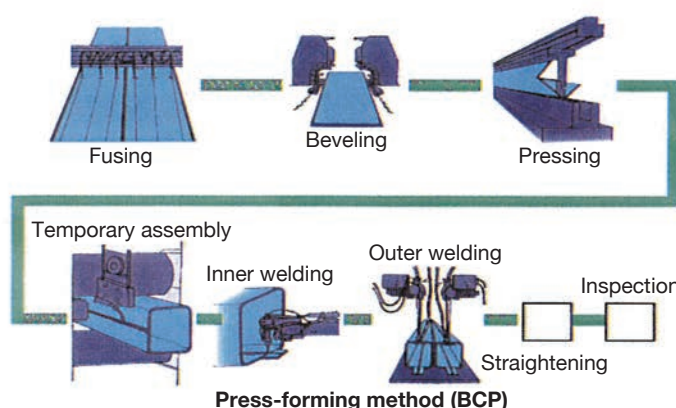 Fusing
Beveling
Pressing
Temporary assembly
Inner welding
Outer welding
Straightening
Inspection
Press-forming method (BCP)